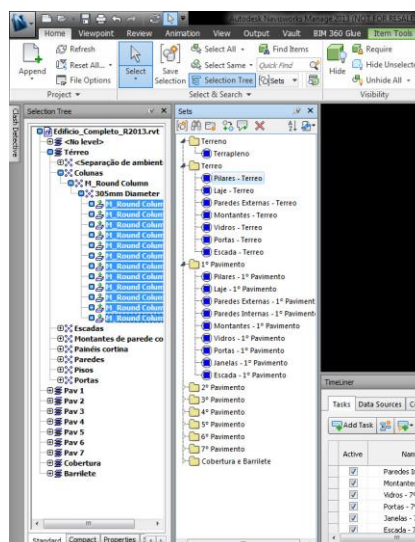 Autodesk Navisworks Manage 2013 (NOT FOR RESALE)
Home Viewpoint Review Animation View Output Vault BIM 360 Glue Item Tools
Append
Refresh
Reset All...
File Options
Project
Select
Save Selection
Select All
Select Same
Selection Tree
Find Items
Quick Find
Sets
Select & Search
Hide
Require
Hide Unselected
Unhide All
Visibility
Clash Detective
Selection Tree
Edificio_Completo_R2013.rvt
<No level>
Térreo
<Separação de ambient
Colunas
M_Round Column
305mm Diameter
M_Round Colum
M_Round Colum
M_Round Colum
M_Round Colum
M_Round Colum
M_Round Colum
M_Round Colum
M_Round Colum
M_Round Colum
M_Round Colum
Escadas
Montantes de parede co
Painéis cortina
Paredes
Pisos
Portas
Pav 1
Pav 2
Pav 3
Pav 4
Pav 5
Pav 6
Pav 7
Cobertura
Barrilete
Standard Compact Properties
Sets
Terreno
Terrapleno
Terreo
Pilares - Terreo
Laje - Terreo
Paredes Externas - Terreo
Montantes - Terreo
Vidros - Terreo
Portas - Terreo
Escada - Terreo
1º Pavimento
Pilares - 1º Pavimento
Laje - 1º Pavimento
Paredes Externas - 1º Paviment
Paredes Internas - 1º Pavimento
Montantes - 1º Pavimento
Vidros - 1º Pavimento
Portas - 1º Pavimento
Janelas - 1º Pavimento
Escada - 1º Pavimento
2º Pavimento
3º Pavimento
4º Pavimento
5º Pavimento
6º Pavimento
7º Pavimento
Cobertura e Barrilete
TimeLiner
Tasks Data Sources
Add Task
Active Nam
Paredes In
Montantes
Vidros - 7º
Portas - 7º
Janelas -
Escada -